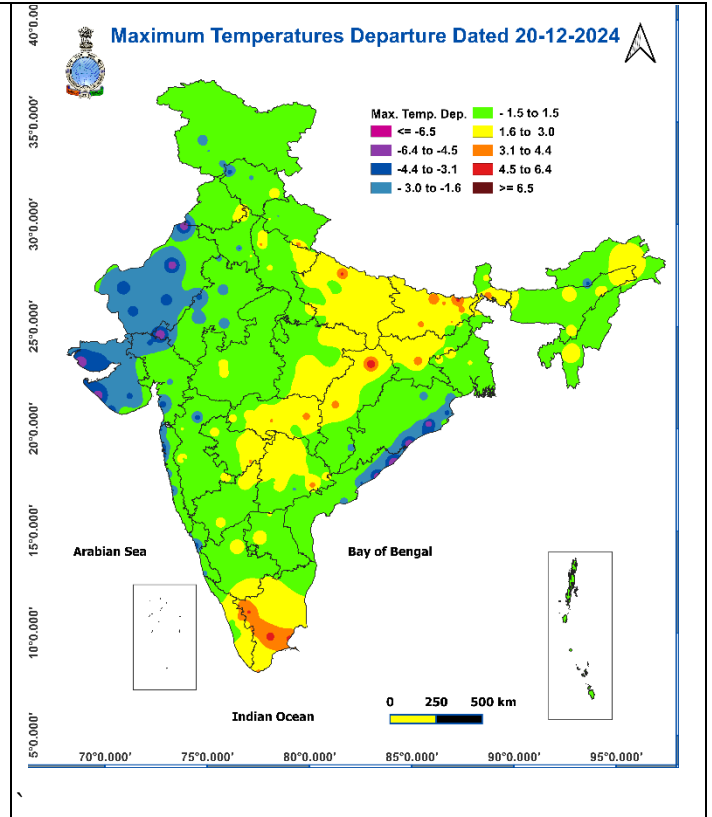 Maximum Temperatures Departure Dated 20-12-2024
Max. Temp. Dep.
<= -6.5
-6.4 to -4.5
-4.4 to -3.1
- 3.0 to -1.6
- 1.5 to 1.5
1.6 to 3.0
3.1 to 4.4
4.5 to 6.4
>= 6.5
40°0.000'
35°0.000'
30°0.000'
25°0.000'
20°0.000'
15°0.000'
10°0.000'
5°0.000'
Arabian Sea
Bay of Bengal
Indian Ocean
0 250 500 km
70°0.000' 75°0.000' 80°0.000' 85°0.000' 90°0.000' 95°0.000'
`